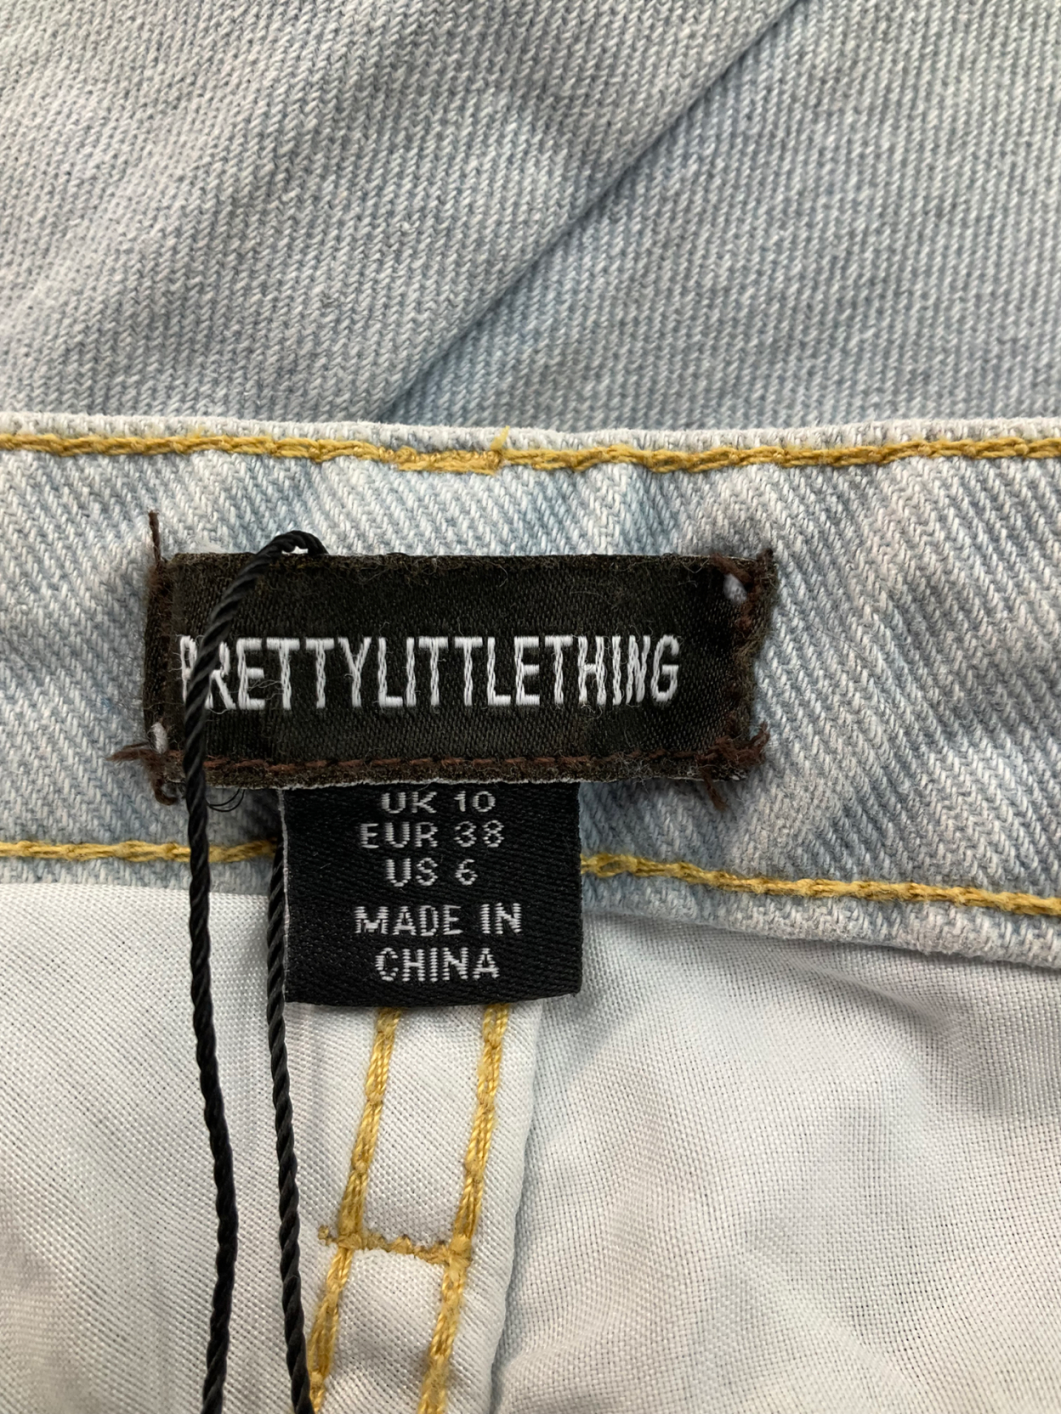 PRETTYLITTLETHING
UK 10
EUR 38
US 6
MADE IN
CHINA